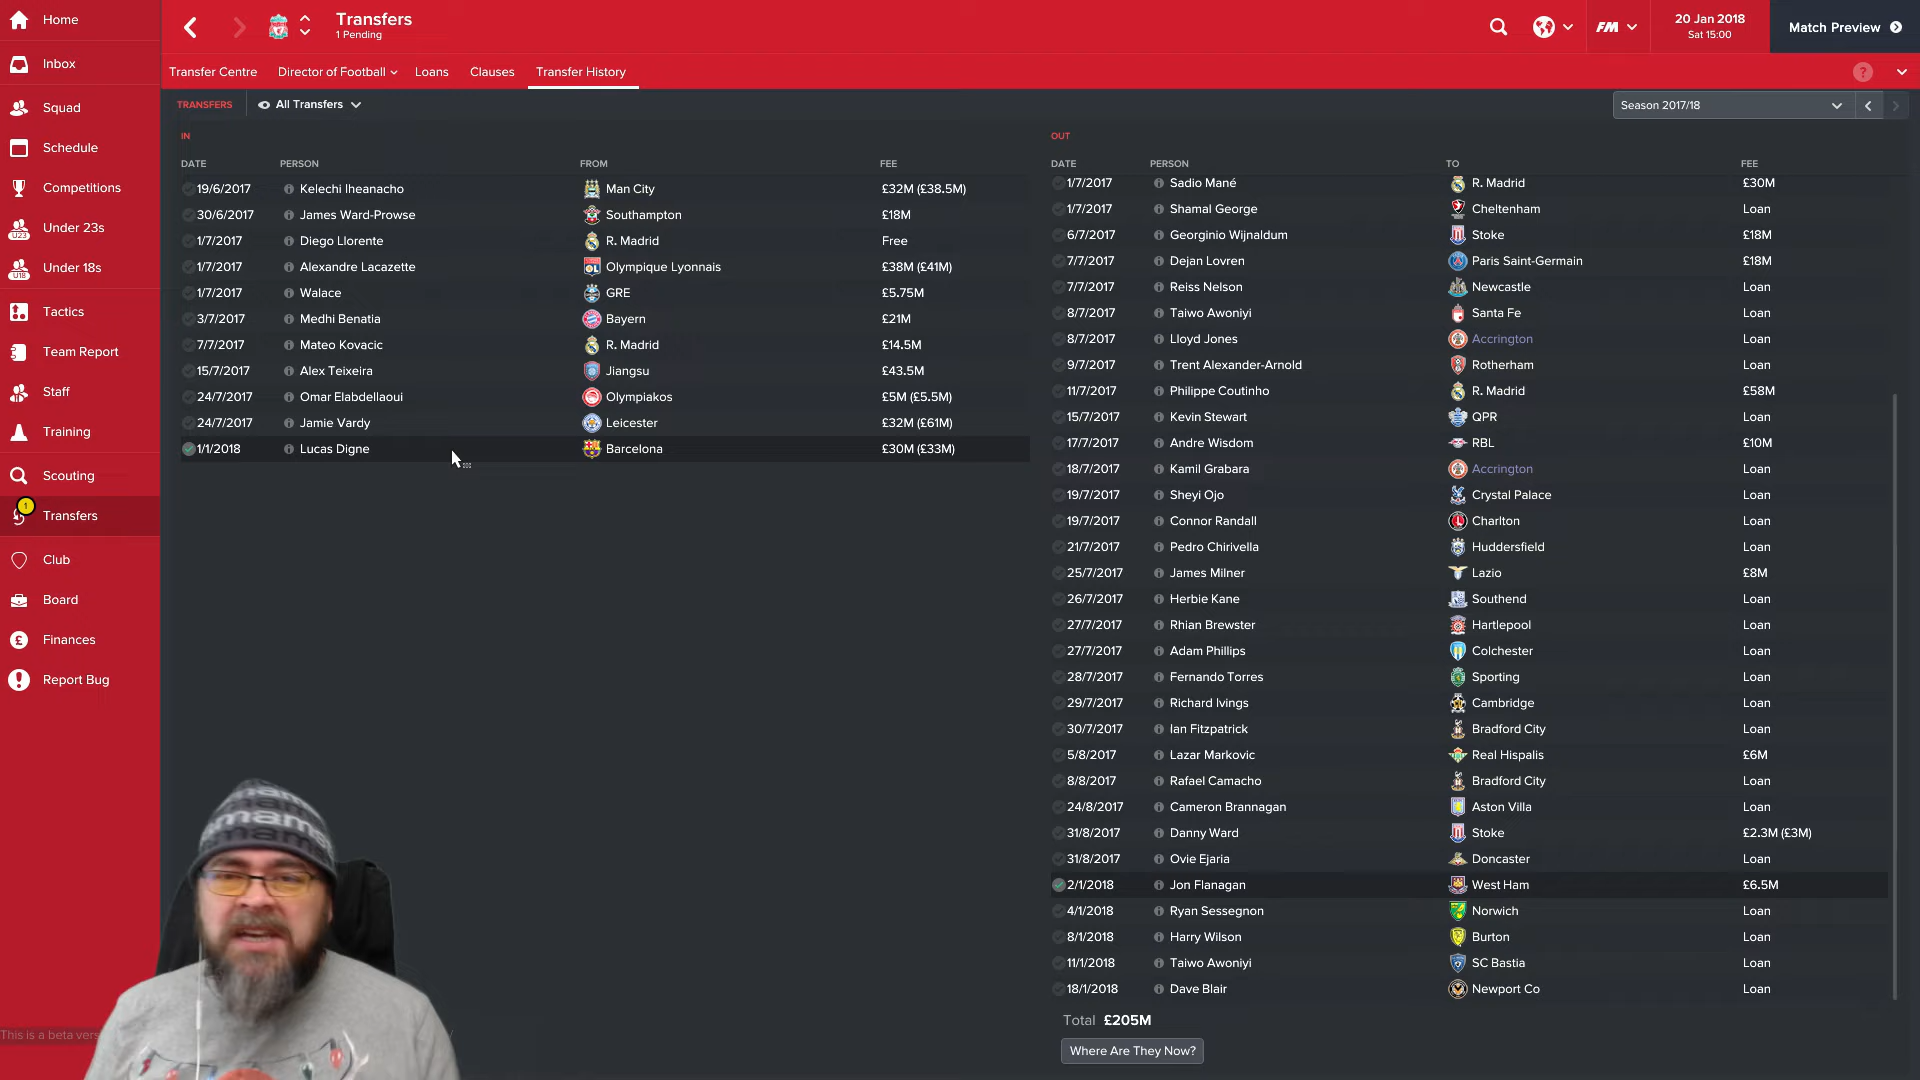 Home
Inbox
Squad
Schedule
Competitions
Under 23s
Under 18s
Tactics
Team Report
Staff
Training
Scouting
1
Transfers
Club
Board
Finances
Report Bug
This is a beta vers
Transfers
1 Pending
FM
20 Jan 2018
Sat 15:00
Match Preview
Transfer Centre Director of Football Loans Clauses Transfer History
?
TRANSFERS All Transfers
Season 2017/18
IN
DATE PERSON FROM FEE
19/6/2017 Kelechi Iheanacho Man City £32M (£38.5M)
30/6/2017 James Ward-Prowse Southampton £18M
1/7/2017 Diego Llorente R. Madrid Free
1/7/2017 Alexandre Lacazette Olympique Lyonnais £38M (£41M)
1/7/2017 Walace GRE £5.75M
3/7/2017 Medhi Benatia Bayern £21M
7/7/2017 Mateo Kovacic R. Madrid £14.5M
15/7/2017 Alex Teixeira Jiangsu £43.5M
24/7/2017 Omar Elabdellaoui Olympiakos £5M (£5.5M)
24/7/2017 Jamie Vardy Leicester £32M (£61M)
1/1/2018 Lucas Digne Barcelona £30M (£33M)
OUT
DATE PERSON TO FEE
1/7/2017 Sadio Mané R. Madrid £30M
1/7/2017 Shamal George Cheltenham Loan
6/7/2017 Georginio Wijnaldum Stoke £18M
7/7/2017 Dejan Lovren Paris Saint-Germain £18M
7/7/2017 Reiss Nelson Newcastle Loan
8/7/2017 Taiwo Awoniyi Santa Fe Loan
8/7/2017 Lloyd Jones Accrington Loan
9/7/2017 Trent Alexander-Arnold Rotherham Loan
11/7/2017 Philippe Coutinho R. Madrid £58M
15/7/2017 Kevin Stewart QPR Loan
17/7/2017 Andre Wisdom RBL £10M
18/7/2017 Kamil Grabara Accrington Loan
19/7/2017 Sheyi Ojo Crystal Palace Loan
19/7/2017 Connor Randall Charlton Loan
21/7/2017 Pedro Chirivella Huddersfield Loan
25/7/2017 James Milner Lazio £8M
26/7/2017 Herbie Kane Southend Loan
27/7/2017 Rhian Brewster Hartlepool Loan
27/7/2017 Adam Phillips Colchester Loan
28/7/2017 Fernando Torres Sporting Loan
29/7/2017 Richard Ivings Cambridge Loan
30/7/2017 Ian Fitzpatrick Bradford City Loan
5/8/2017 Lazar Markovic Real Hispalis £6M
8/8/2017 Rafael Camacho Bradford City Loan
24/8/2017 Cameron Brannagan Aston Villa Loan
31/8/2017 Danny Ward Stoke £2.3M (£3M)
31/8/2017 Ovie Ejaria Doncaster Loan
2/1/2018 Jon Flanagan West Ham £6.5M
4/1/2018 Ryan Sessegnon Norwich Loan
8/1/2018 Harry Wilson Burton Loan
11/1/2018 Taiwo Awoniyi SC Bastia Loan
18/1/2018 Dave Blair Newport Co Loan
Total £205M
Where Are They Now?